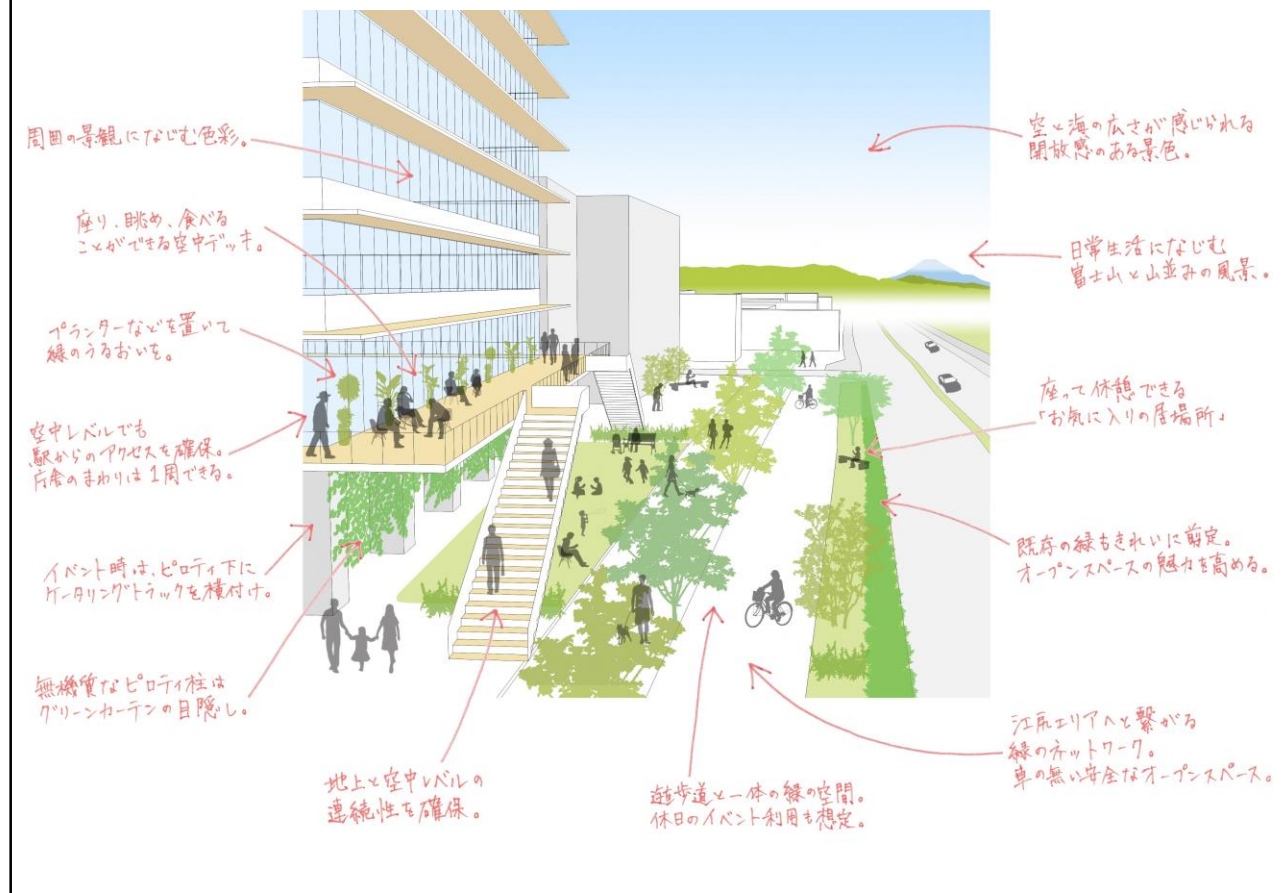 周囲の景観になじむ色彩。
座り、眺め、食べる
ことができる空中デッキ。
プランターなどを置いて
緑のうるおいを。
空中レベルでも
駅からのアクセスを確保。
庁舎のまわりは1周できる。
イベント時は、ピロティ下に
ケータリングトラックを横付け。
無機質なピロティ柱は
グリーンカーテンの目隠し。
地上と空中レベルの
連続性を確保。
遊歩道と一体の緑の空間。
休日のイベント利用も想定。
空と海の広さが感じられる
開放感のある景色。
日常生活になじむ
富士山と山並みの風景。
座って休憩できる
「お気に入りの居場所」
既存の緑もきれいに剪定。
オープンスペースの魅力を高める。
江尻エリアへと繋がる
緑のネットワーク。
車の無い安全なオープンスペース。